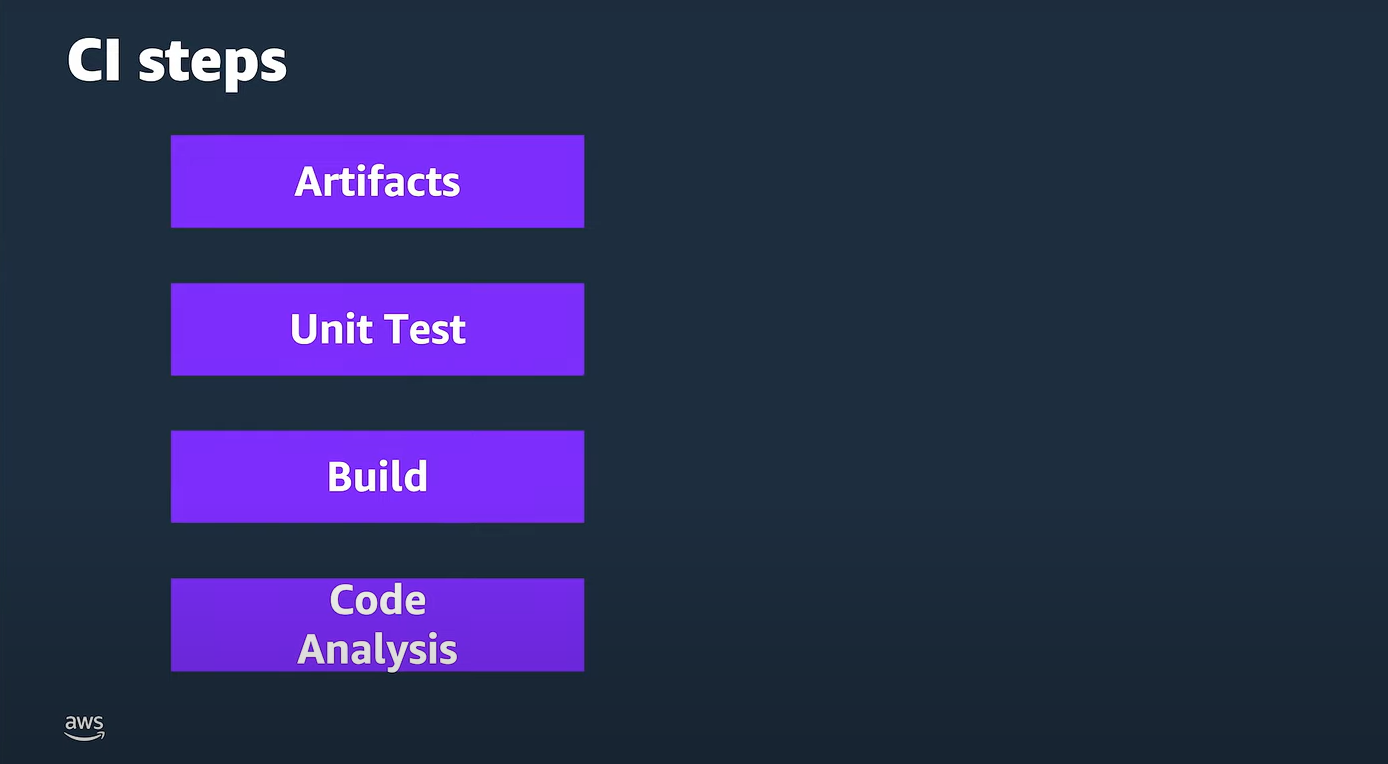 CI steps
Artifacts
Unit Test
Build
Code
Analysis
aws